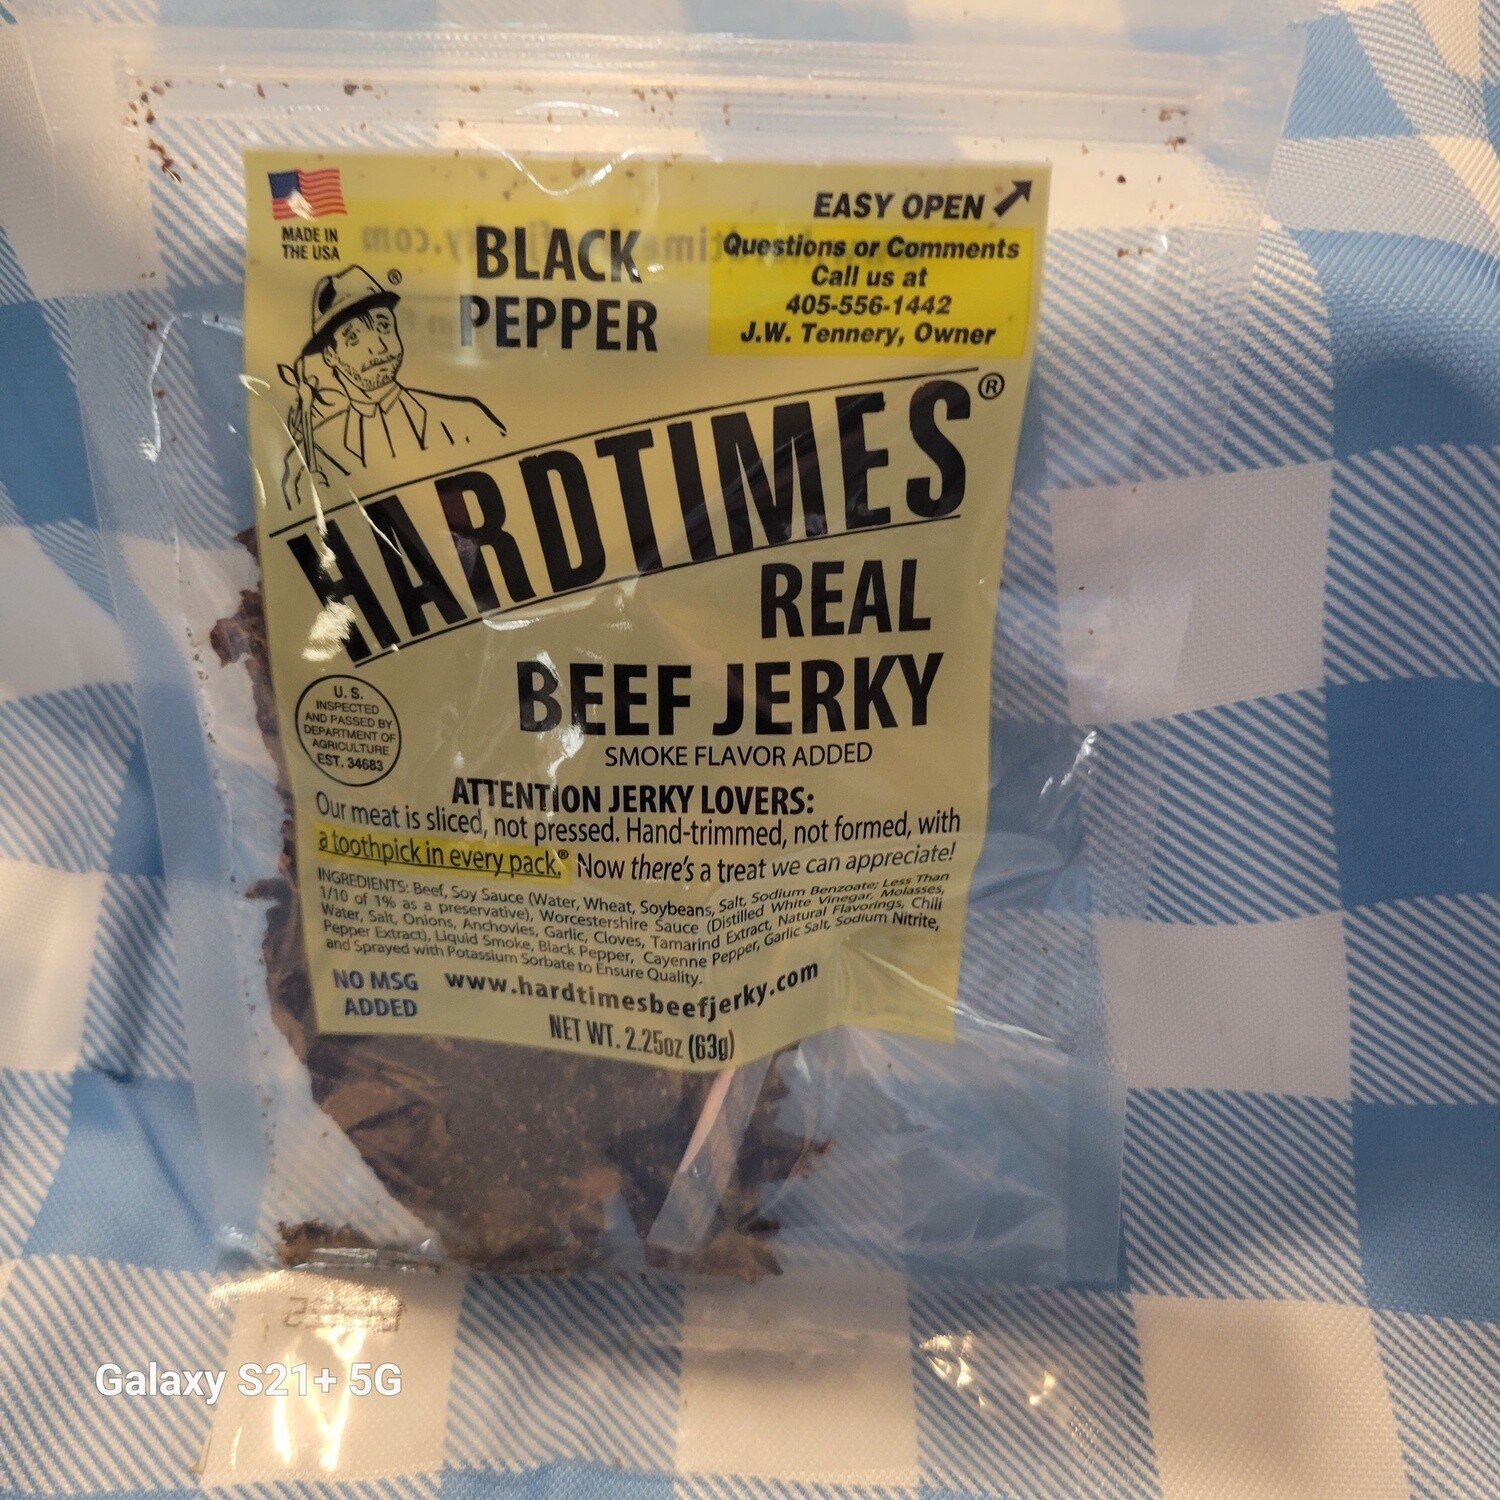 MADE IN
THE USA
®
BLACK
PEPPER
EASY OPEN
Questions or Comments
Call us at
405-556-1442
J.W. Tennery, Owner
HARDTIMES®
REAL
BEEF JERKY
SMOKE FLAVOR ADDED
U. S.
INSPECTED
AND PASSED BY
DEPARTMENT OF
AGRICULTURE
EST. 34683
ATTENTION JERKY LOVERS:
Our meat is sliced, not pressed. Hand-trimmed, not formed, with
a toothpick in every pack.® Now there's a treat we can appreciate!
INGREDIENTS: Beef, Soy Sauce (Water, Wheat, Soybeans, Salt, Sodium Benzoate; Less Than
1/10 of 1% as a preservative), Worcestershire Sauce (Distilled White Vinegar, Molasses,
Water, Salt, Onions, Anchovies, Garlic, Cloves, Tamarind Extract, Natural Flavorings, Chili
Pepper Extract), Liquid Smoke, Black Pepper, Cayenne Pepper, Garlic Salt, Sodium Nitrite,
and Sprayed with Potassium Sorbate to Ensure Quality.
NO MSG
ADDED
www.hardtimesbeefjerky.com
NET WT. 2.25oz (63g)
Galaxy S21+ 5G